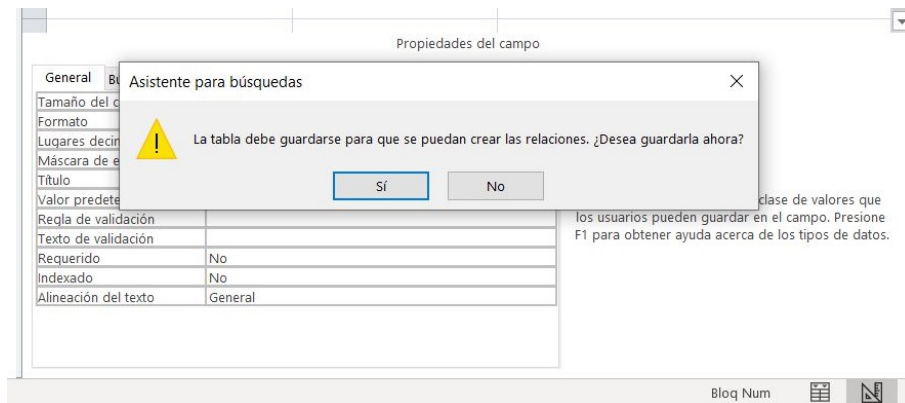 Propiedades del campo
General
Asistente para búsquedas
La tabla debe guardarse para que se puedan crear las relaciones. ¿Desea guardarla ahora?
Sí No
Tamaño del
Formato
Lugares
Máscara de
Título
Valor
Regla de validación
Texto de validación
Requerido No
Indexado No
Alineación del texto General
clase de valores que
los usuarios pueden guardar en el campo. Presione
F1 para obtener ayuda acerca de los tipos de datos.
Bloq Num